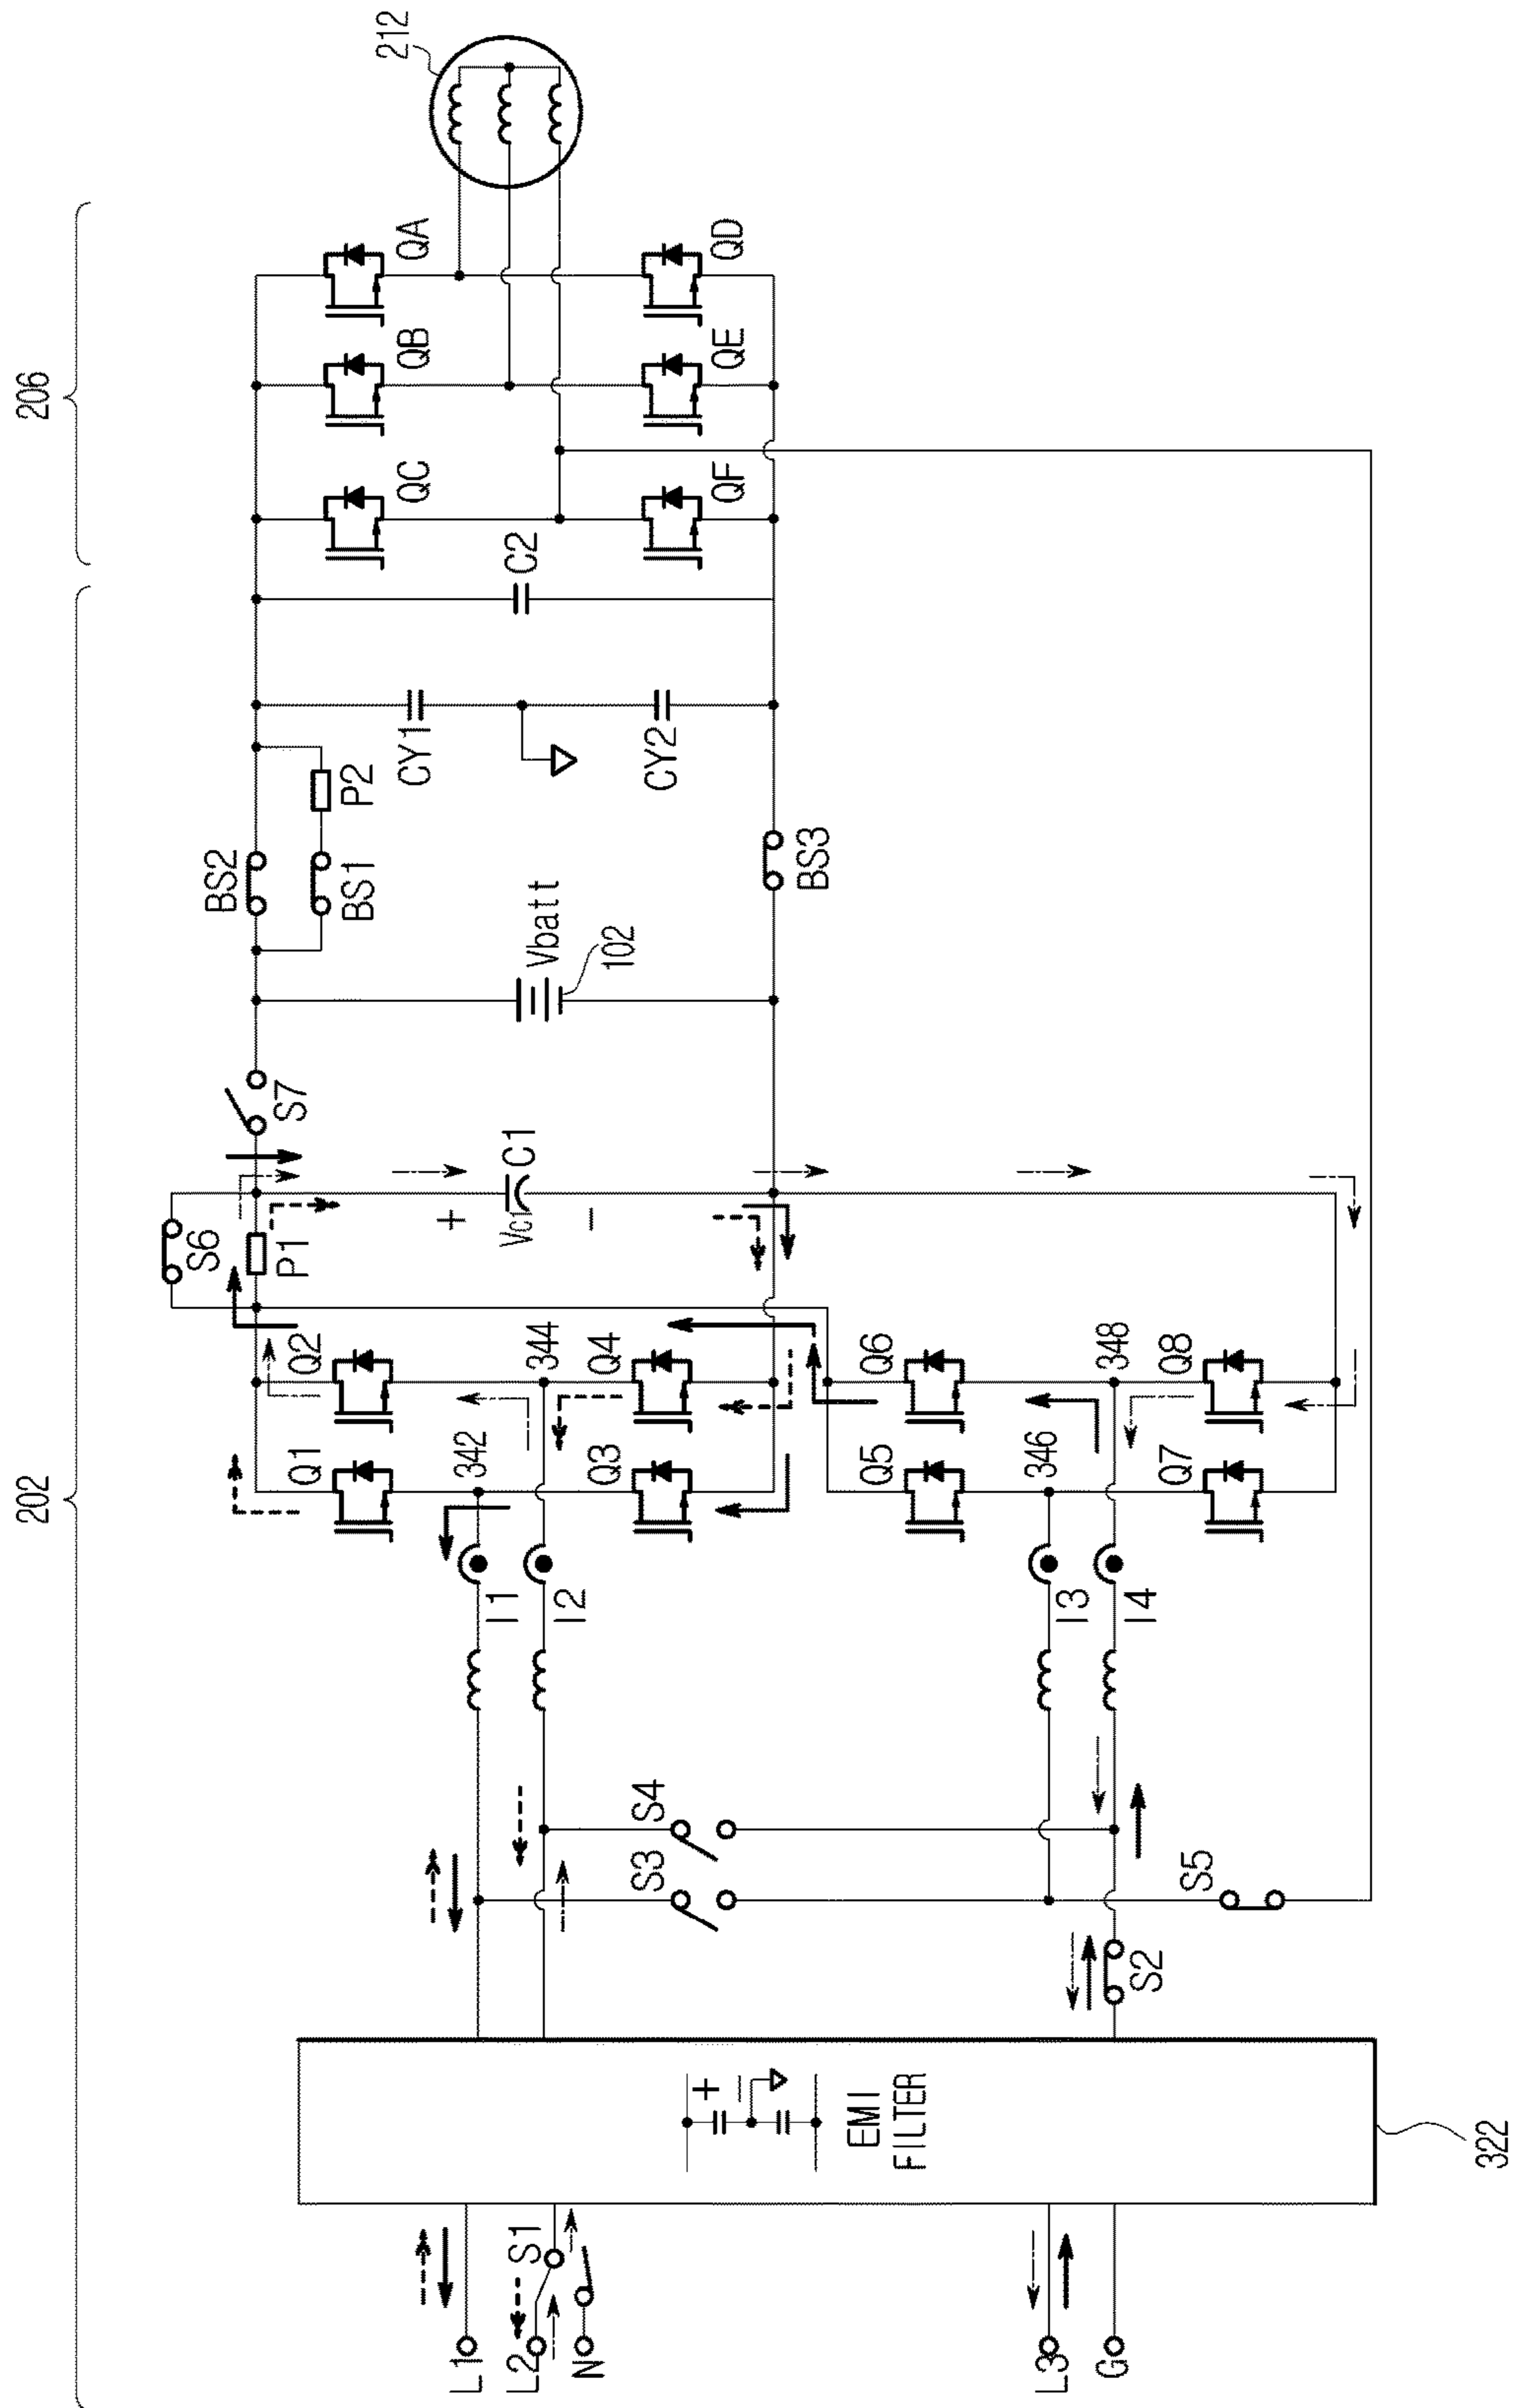 202
206
212
L1
L2
N
S1
L3
G
EMI
FILTER
+
−
322
S2
S3
S4
S5
I1
I2
I3
I4
Q1
Q2
342
344
Q3
Q4
Q5
Q6
346
348
Q7
Q8
S6
P1
+
Vc1
−
C1
S7
Vbatt
102
BS2
BS1
P2
BS3
CY1
CY2
C2
QC
QB
QA
QF
QE
QD